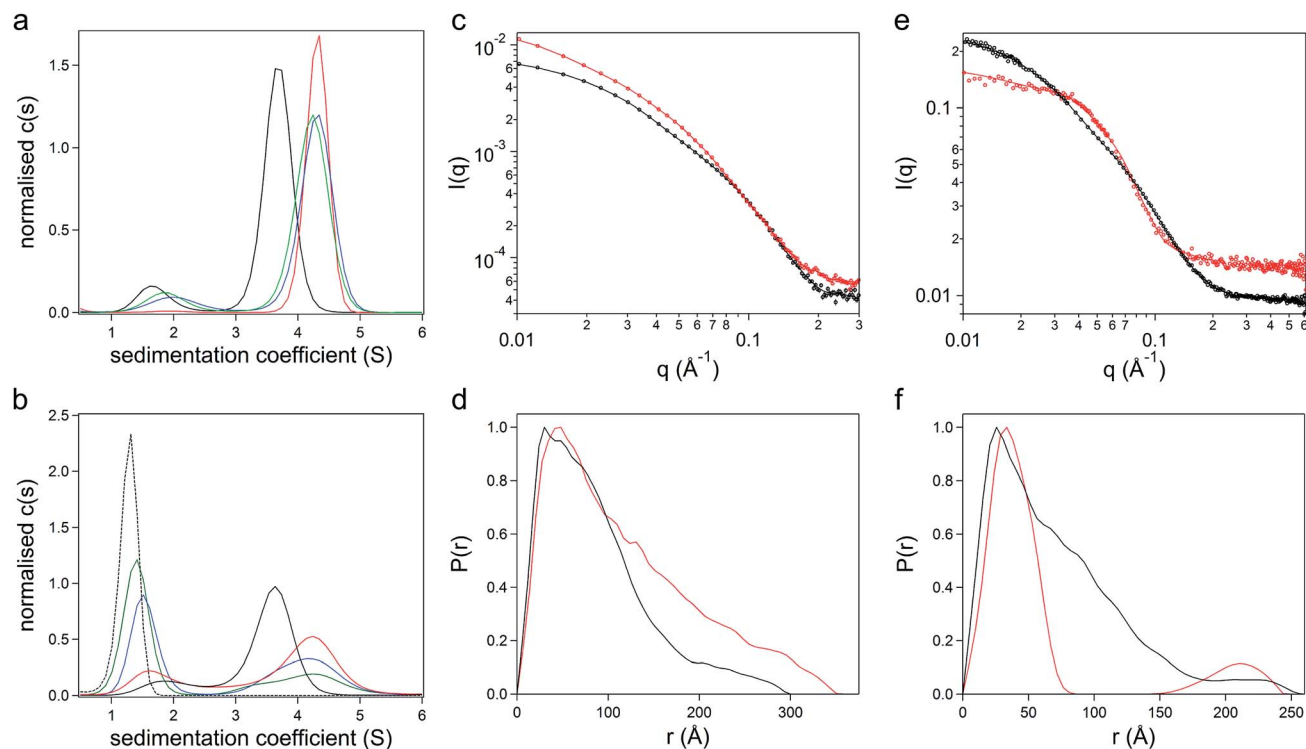 a
normalised c(s)
1.5
1.0
0.5
0.0
1 2 3 4 5 6
sedimentation coefficient (S)
b
normalised c(s)
2.5
2.0
1.5
1.0
0.5
0.0
1 2 3 4 5 6
sedimentation coefficient (S)
c
I(q)
10⁻²
8
6
4
2
10⁻³
8
6
4
2
10⁻⁴
8
6
4
0.01 2 3 4 5 6 7 8 0.1 2 3
q (Å⁻¹)
d
P(r)
1.0
0.8
0.6
0.4
0.2
0.0
0 100 200 300
r (Å)
e
I(q)
2
0.1
8
6
5
4
3
2
0.01
0.01 2 3 4 5 6 7 0.1 2 3 4 5 6
q (Å⁻¹)
f
P(r)
1.0
0.8
0.6
0.4
0.2
0.0
0 50 100 150 200 250
r (Å)